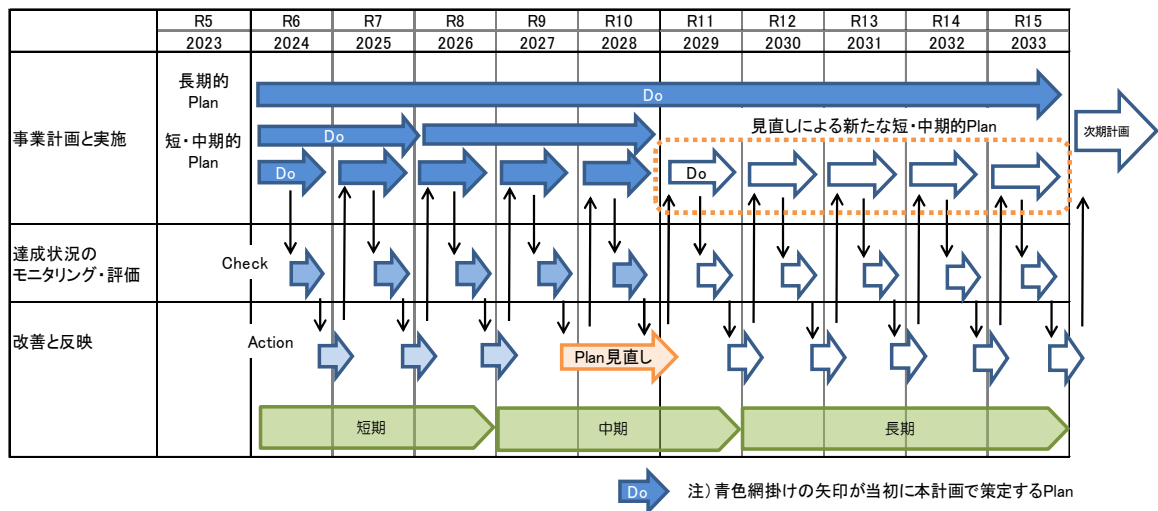 R5 R6 R7 R8 R9 R10 R11 R12 R13 R14 R15
2023 2024 2025 2026 2027 2028 2029 2030 2031 2032 2033
事業計画と実施
長期的
Plan
Do
短・中期的
Plan
Do
Do
見直しによる新たな短・中期的Plan
Do
次期計画
達成状況の
モニタリング・評価
Check
改善と反映
Action
Plan見直し
短期 中期 長期
Do 注）青色網掛けの矢印が当初に本計画で策定するPlan